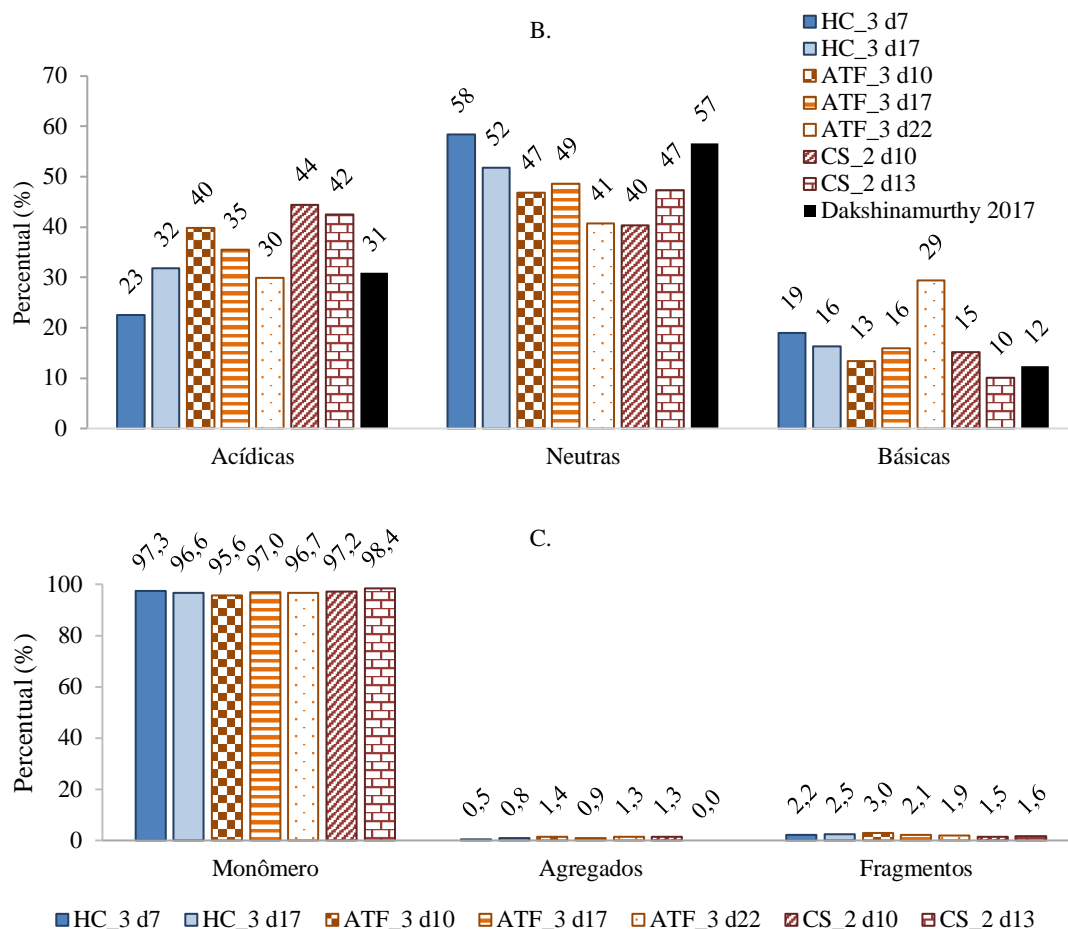 B.
HC_3 d7
HC_3 d17
ATF_3 d10
ATF_3 d17
ATF_3 d22
CS_2 d10
CS_2 d13
Dakshinamurthy 2017
Percentual (%)
70
60
50
40
30
20
10
0
23 32 40 35 30 44 42 31
58 52 47 49 41 40 47 57
19 16 13 16 29 15 10 12
Acídicas Neutras Básicas
C.
Percentual (%)
100
80
60
40
20
0
97,3 96,6 95,6 97,0 96,7 97,2 98,4
0,5 0,8 1,4 0,9 1,3 1,3 0,0
2,2 2,5 3,0 2,1 1,9 1,5 1,6
Monômero Agregados Fragmentos
HC_3 d7 HC_3 d17 ATF_3 d10 ATF_3 d17 ATF_3 d22 CS_2 d10 CS_2 d13